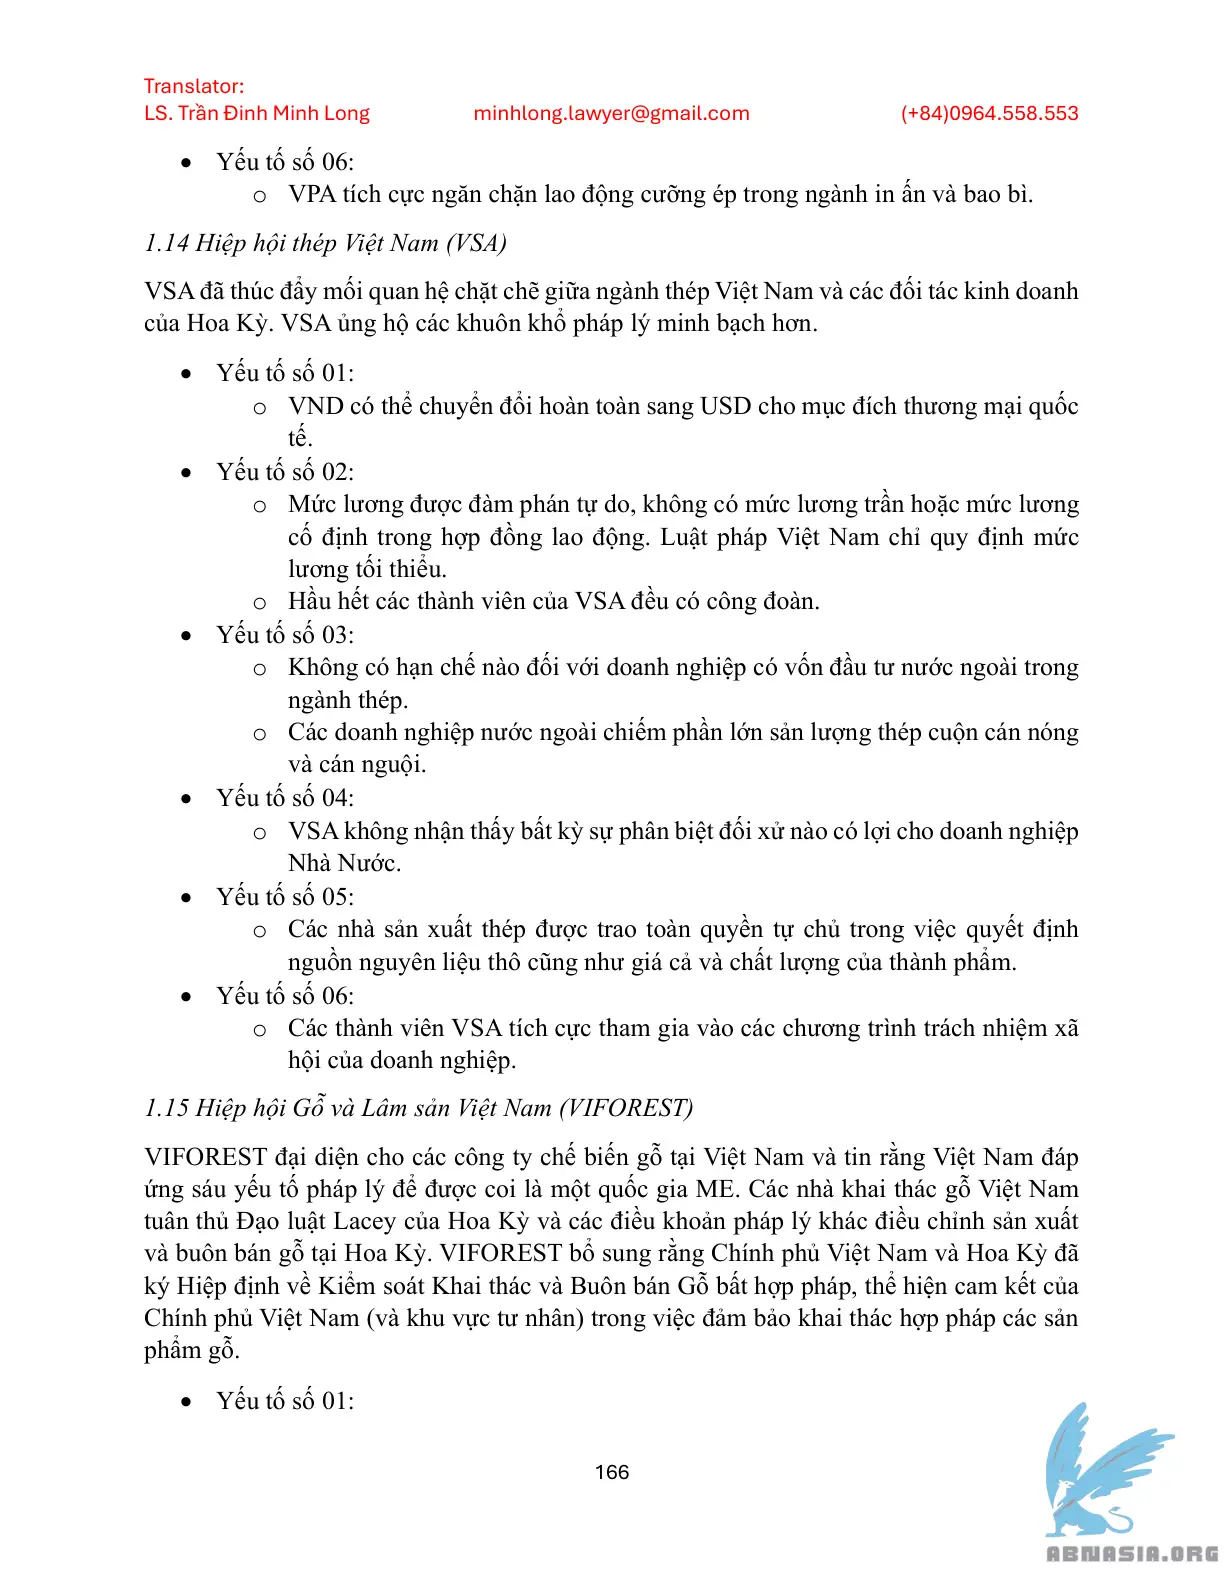 Translator:
LS. Trần Đình Minh Long minhlong.lawyer@gmail.com (+84)0964.558.553
• Yếu tố số 06:
o VPA tích cực ngăn chặn lao động cưỡng ép trong ngành in ấn và bao bì.
1.14 Hiệp hội thép Việt Nam (VSA)
VSA đã thúc đẩy mối quan hệ chặt chẽ giữa ngành thép Việt Nam và các đối tác kinh doanh
của Hoa Kỳ. VSA ủng hộ các khuôn khổ pháp lý minh bạch hơn.
• Yếu tố số 01:
o VND có thể chuyển đổi hoàn toàn sang USD cho mục đích thương mại quốc
tế.
• Yếu tố số 02:
o Mức lương được đàm phán tự do, không có mức lương trần hoặc mức lương
cố định trong hợp đồng lao động. Luật pháp Việt Nam chỉ quy định mức
lương tối thiểu.
o Hầu hết các thành viên của VSA đều có công đoàn.
• Yếu tố số 03:
o Không có hạn chế nào đối với doanh nghiệp có vốn đầu tư nước ngoài trong
ngành thép.
o Các doanh nghiệp nước ngoài chiếm phần lớn sản lượng thép cuộn cán nóng
và cán nguội.
• Yếu tố số 04:
o VSA không nhận thấy bất kỳ sự phân biệt đối xử nào có lợi cho doanh nghiệp
Nhà Nước.
• Yếu tố số 05:
o Các nhà sản xuất thép được trao toàn quyền tự chủ trong việc quyết định
nguồn nguyên liệu thô cũng như giá cả và chất lượng của thành phẩm.
• Yếu tố số 06:
o Các thành viên VSA tích cực tham gia vào các chương trình trách nhiệm xã
hội của doanh nghiệp.
1.15 Hiệp hội Gỗ và Lâm sản Việt Nam (VIFOREST)
VIFOREST đại diện cho các công ty chế biến gỗ tại Việt Nam và tin rằng Việt Nam đáp
ứng sáu yếu tố pháp lý để được coi là một quốc gia ME. Các nhà khai thác gỗ Việt Nam
tuân thủ Đạo luật Lacey của Hoa Kỳ và các điều khoản pháp lý khác điều chỉnh sản xuất
và buôn bán gỗ tại Hoa Kỳ. VIFOREST bổ sung rằng Chính phủ Việt Nam và Hoa Kỳ đã
ký Hiệp định về Kiểm soát Khai thác và Buôn bán Gỗ bất hợp pháp, thể hiện cam kết của
Chính phủ Việt Nam (và khu vực tư nhân) trong việc đảm bảo khai thác hợp pháp các sản
phẩm gỗ.
• Yếu tố số 01:
166
ABNASIA.ORG